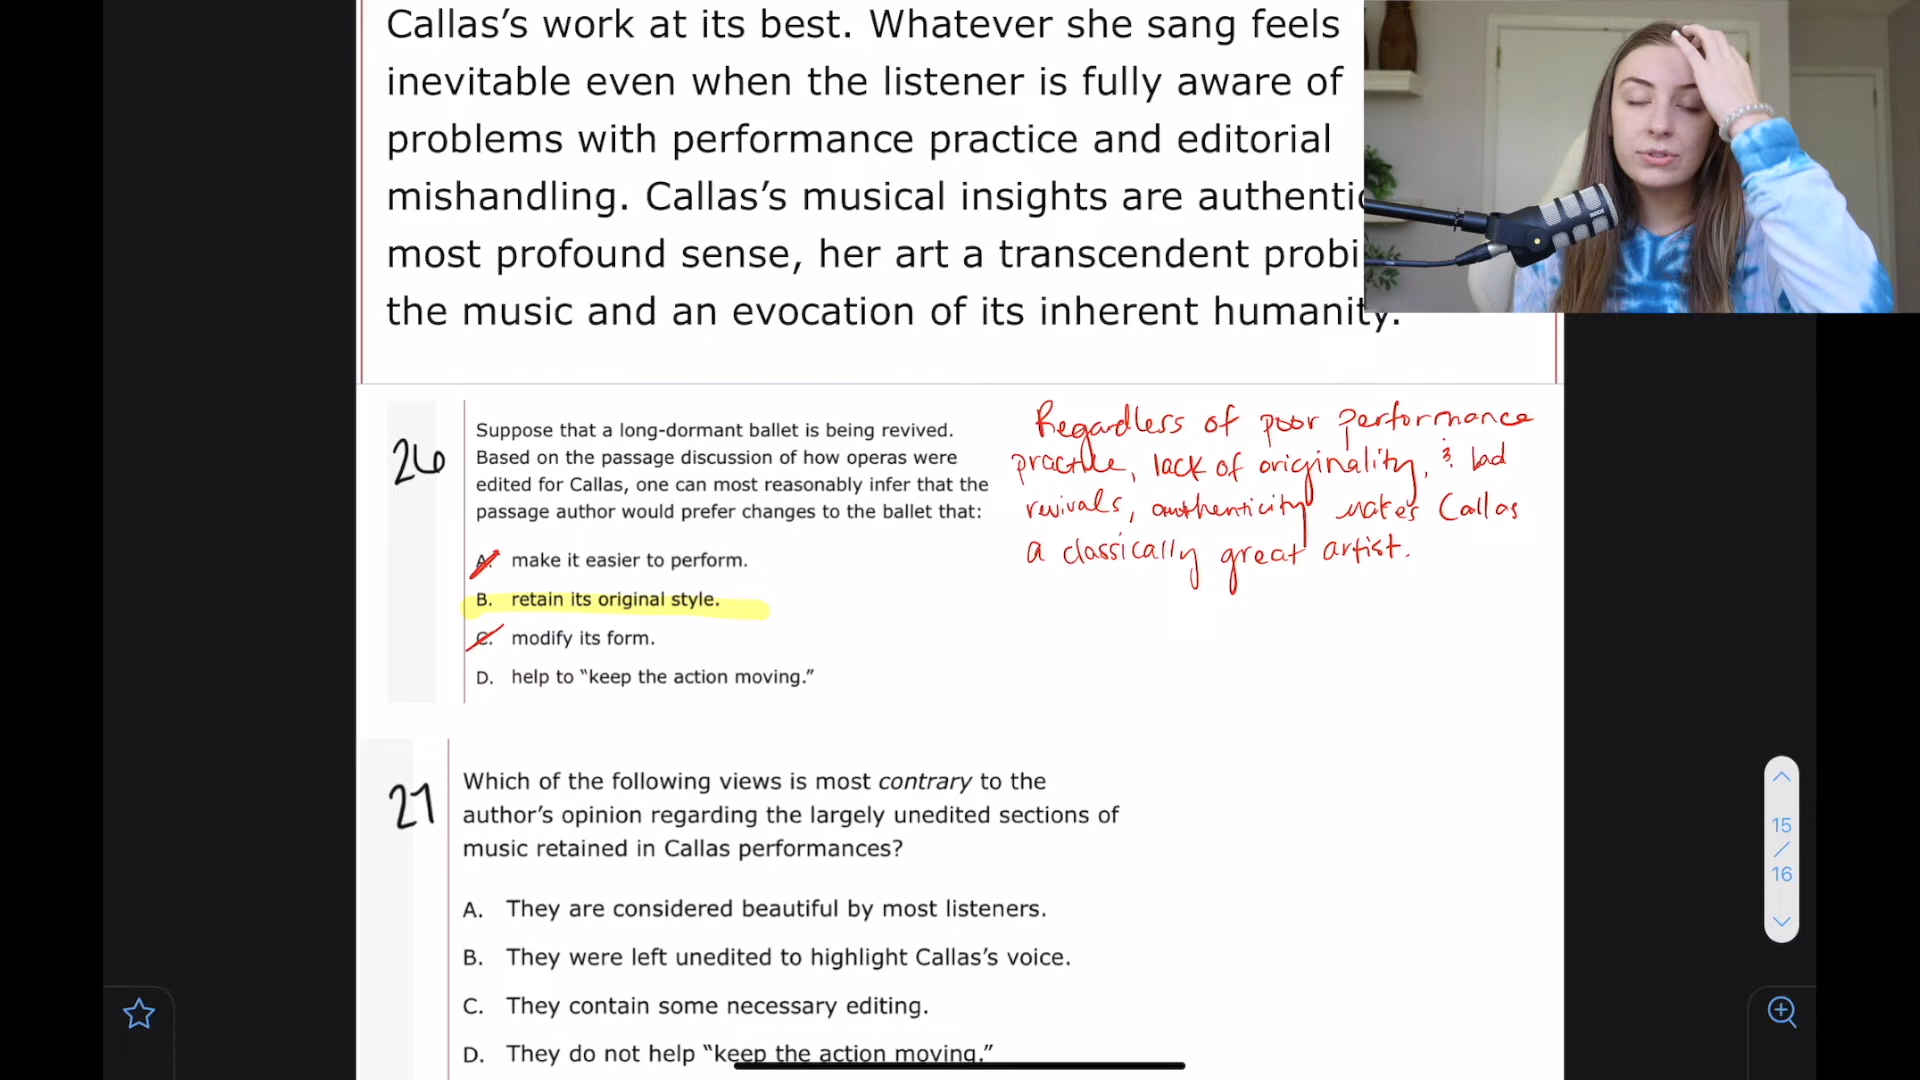 Callas’s work at its best. Whatever she sang feels
inevitable even when the listener is fully aware of
problems with performance practice and editorial
mishandling. Callas’s musical insights are authentic
most profound sense, her art a transcendent probi
the music and an evocation of its inherent humanity.
26
Suppose that a long-dormant ballet is being revived.
Based on the passage discussion of how operas were
edited for Callas, one can most reasonably infer that the
passage author would prefer changes to the ballet that:
A. make it easier to perform.
B. retain its original style.
C. modify its form.
D. help to “keep the action moving.”
Regardless of poor performance
practice, lack of originality, & bad
revivals, authenticity makes Callas
a classically great artist.
27
Which of the following views is most contrary to the
author’s opinion regarding the largely unedited sections of
music retained in Callas performances?
A. They are considered beautiful by most listeners.
B. They were left unedited to highlight Callas’s voice.
C. They contain some necessary editing.
D. They do not help “keep the action moving.”
RODE
15
/
16